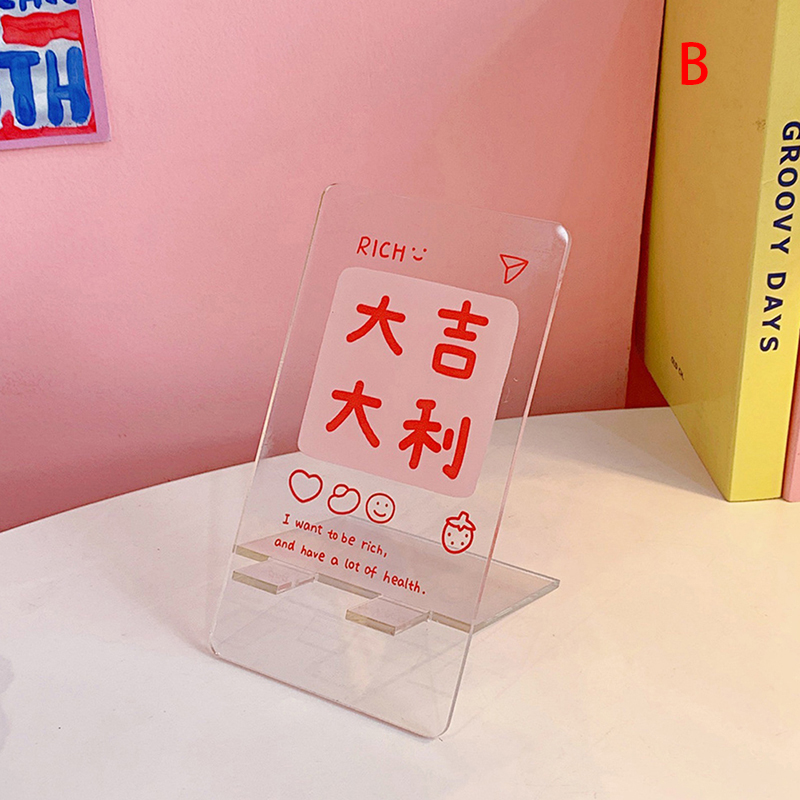 B
TH
GROOVY DAYS
RICH
大吉
大利
I want to be rich,
and have a lot of health.